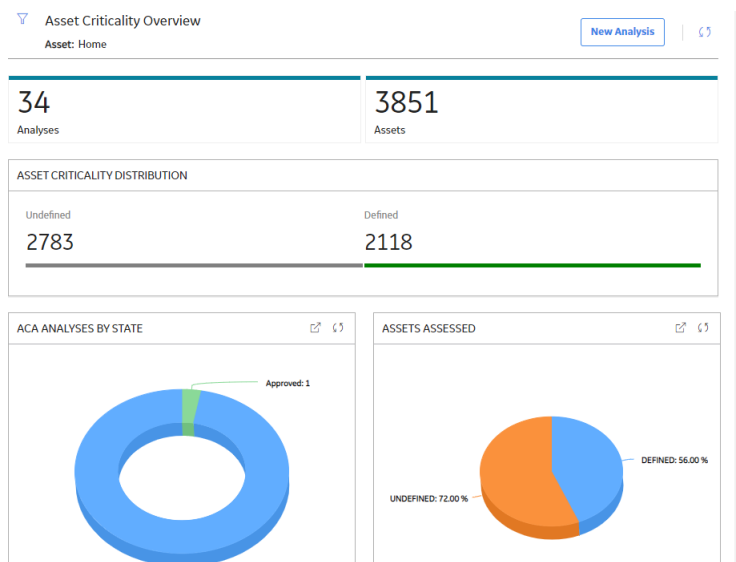 Asset Criticality Overview
Asset: Home
New Analysis
34
Analyses
3851
Assets
ASSET CRITICALITY DISTRIBUTION
Undefined
Defined
2783
2118
ACA ANALYSES BY STATE
ASSETS ASSESSED
Approved: 1
DEFINED: 56.00 %
UNDEFINED: 72.00 %